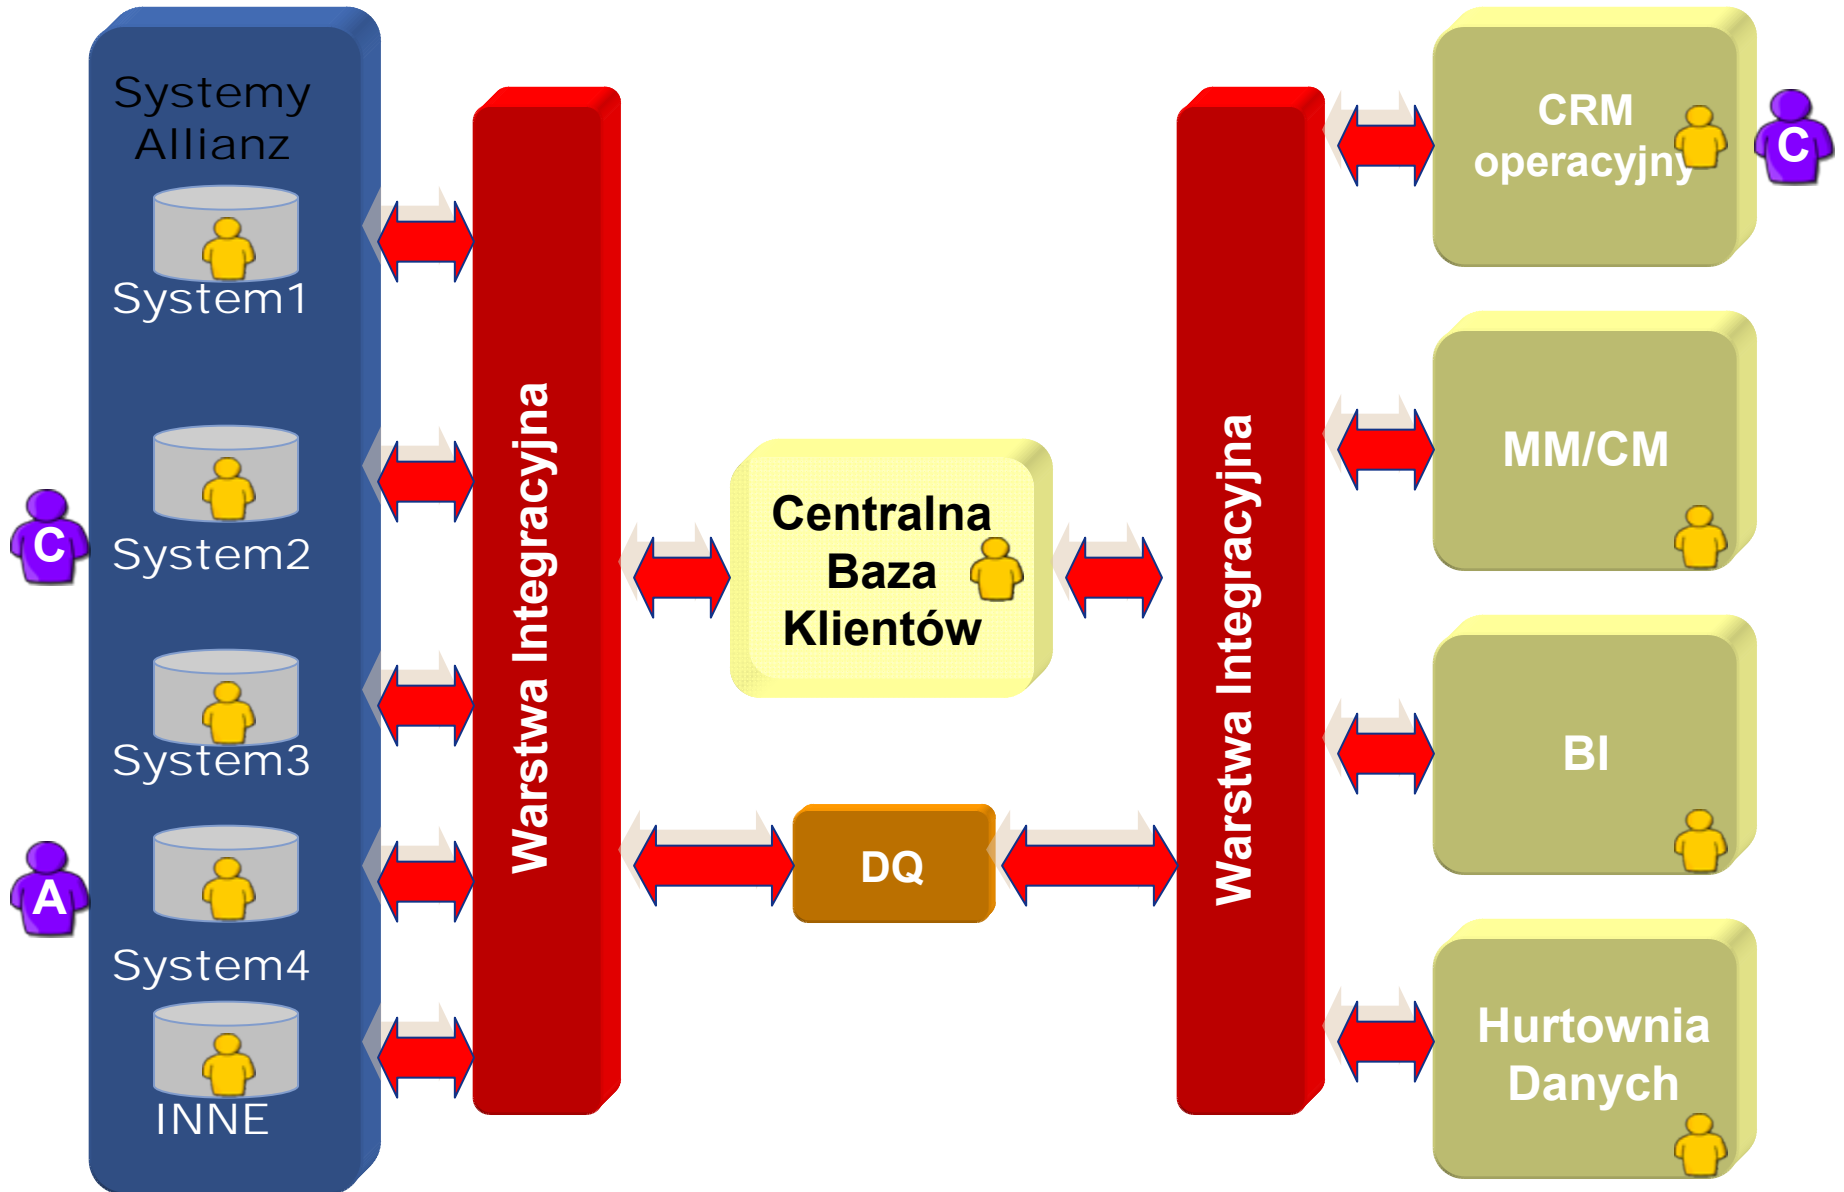 Systemy
Allianz
System1
System2
System3
System4
INNE
C
A
Warstwa Integracyjna
Centralna
Baza
Klientów
DQ
Warstwa Integracyjna
CRM
operacyjny
C
MM/CM
BI
Hurtownia
Danych